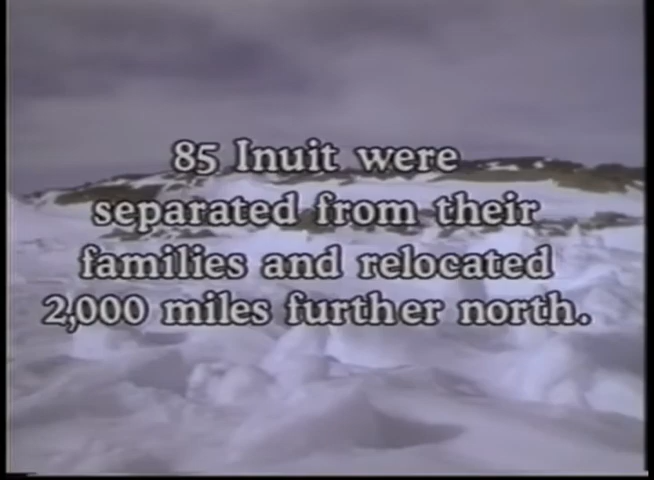 85 Inuit were
separated from their
families and relocated
2,000 miles further north.